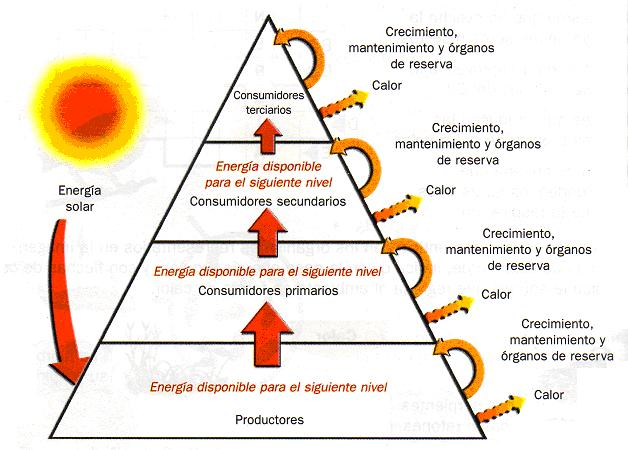 Crecimiento,
mantenimiento y órganos
de reserva
Calor
Consumidores
terciarios
Crecimiento,
mantenimiento y órganos
de reserva
Energía disponible
para el siguiente nivel
Consumidores secundarios
Calor
Energía
solar
Crecimiento,
mantenimiento y órganos
de reserva
Energía disponible para el siguiente nivel
Consumidores primarios
Calor
Crecimiento,
mantenimiento y
órganos de reserva
Energía disponible para el siguiente nivel
Calor
Productores